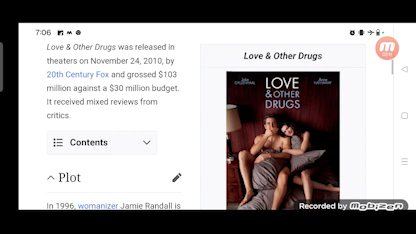 7:06
Love & Other Drugs was released in
theaters on November 24, 2010, by
20th Century Fox and grossed $103
million against a $30 million budget.
It received mixed reviews from
critics.
Contents
Plot
In 1996, womanizer Jamie Randall is
Love & Other Drugs
LOVE
& OTHER
DRUGS
Recorded by
Mobizen